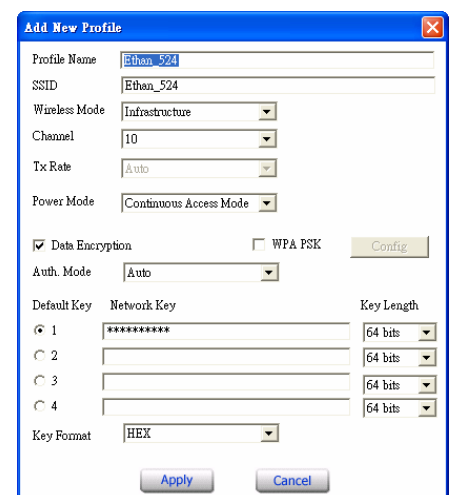 Add New Profile
Profile Name Ethan_524
SSID Ethan_524
Wireless Mode Infrastructure
Channel 10
Tx Rate Auto
Power Mode Continuous Access Mode
Data Encryption WPA PSK Config
Auth. Mode Auto
Default Key Network Key Key Length
1 ********** 64 bits
2 64 bits
3 64 bits
4 64 bits
Key Format HEX
Apply Cancel